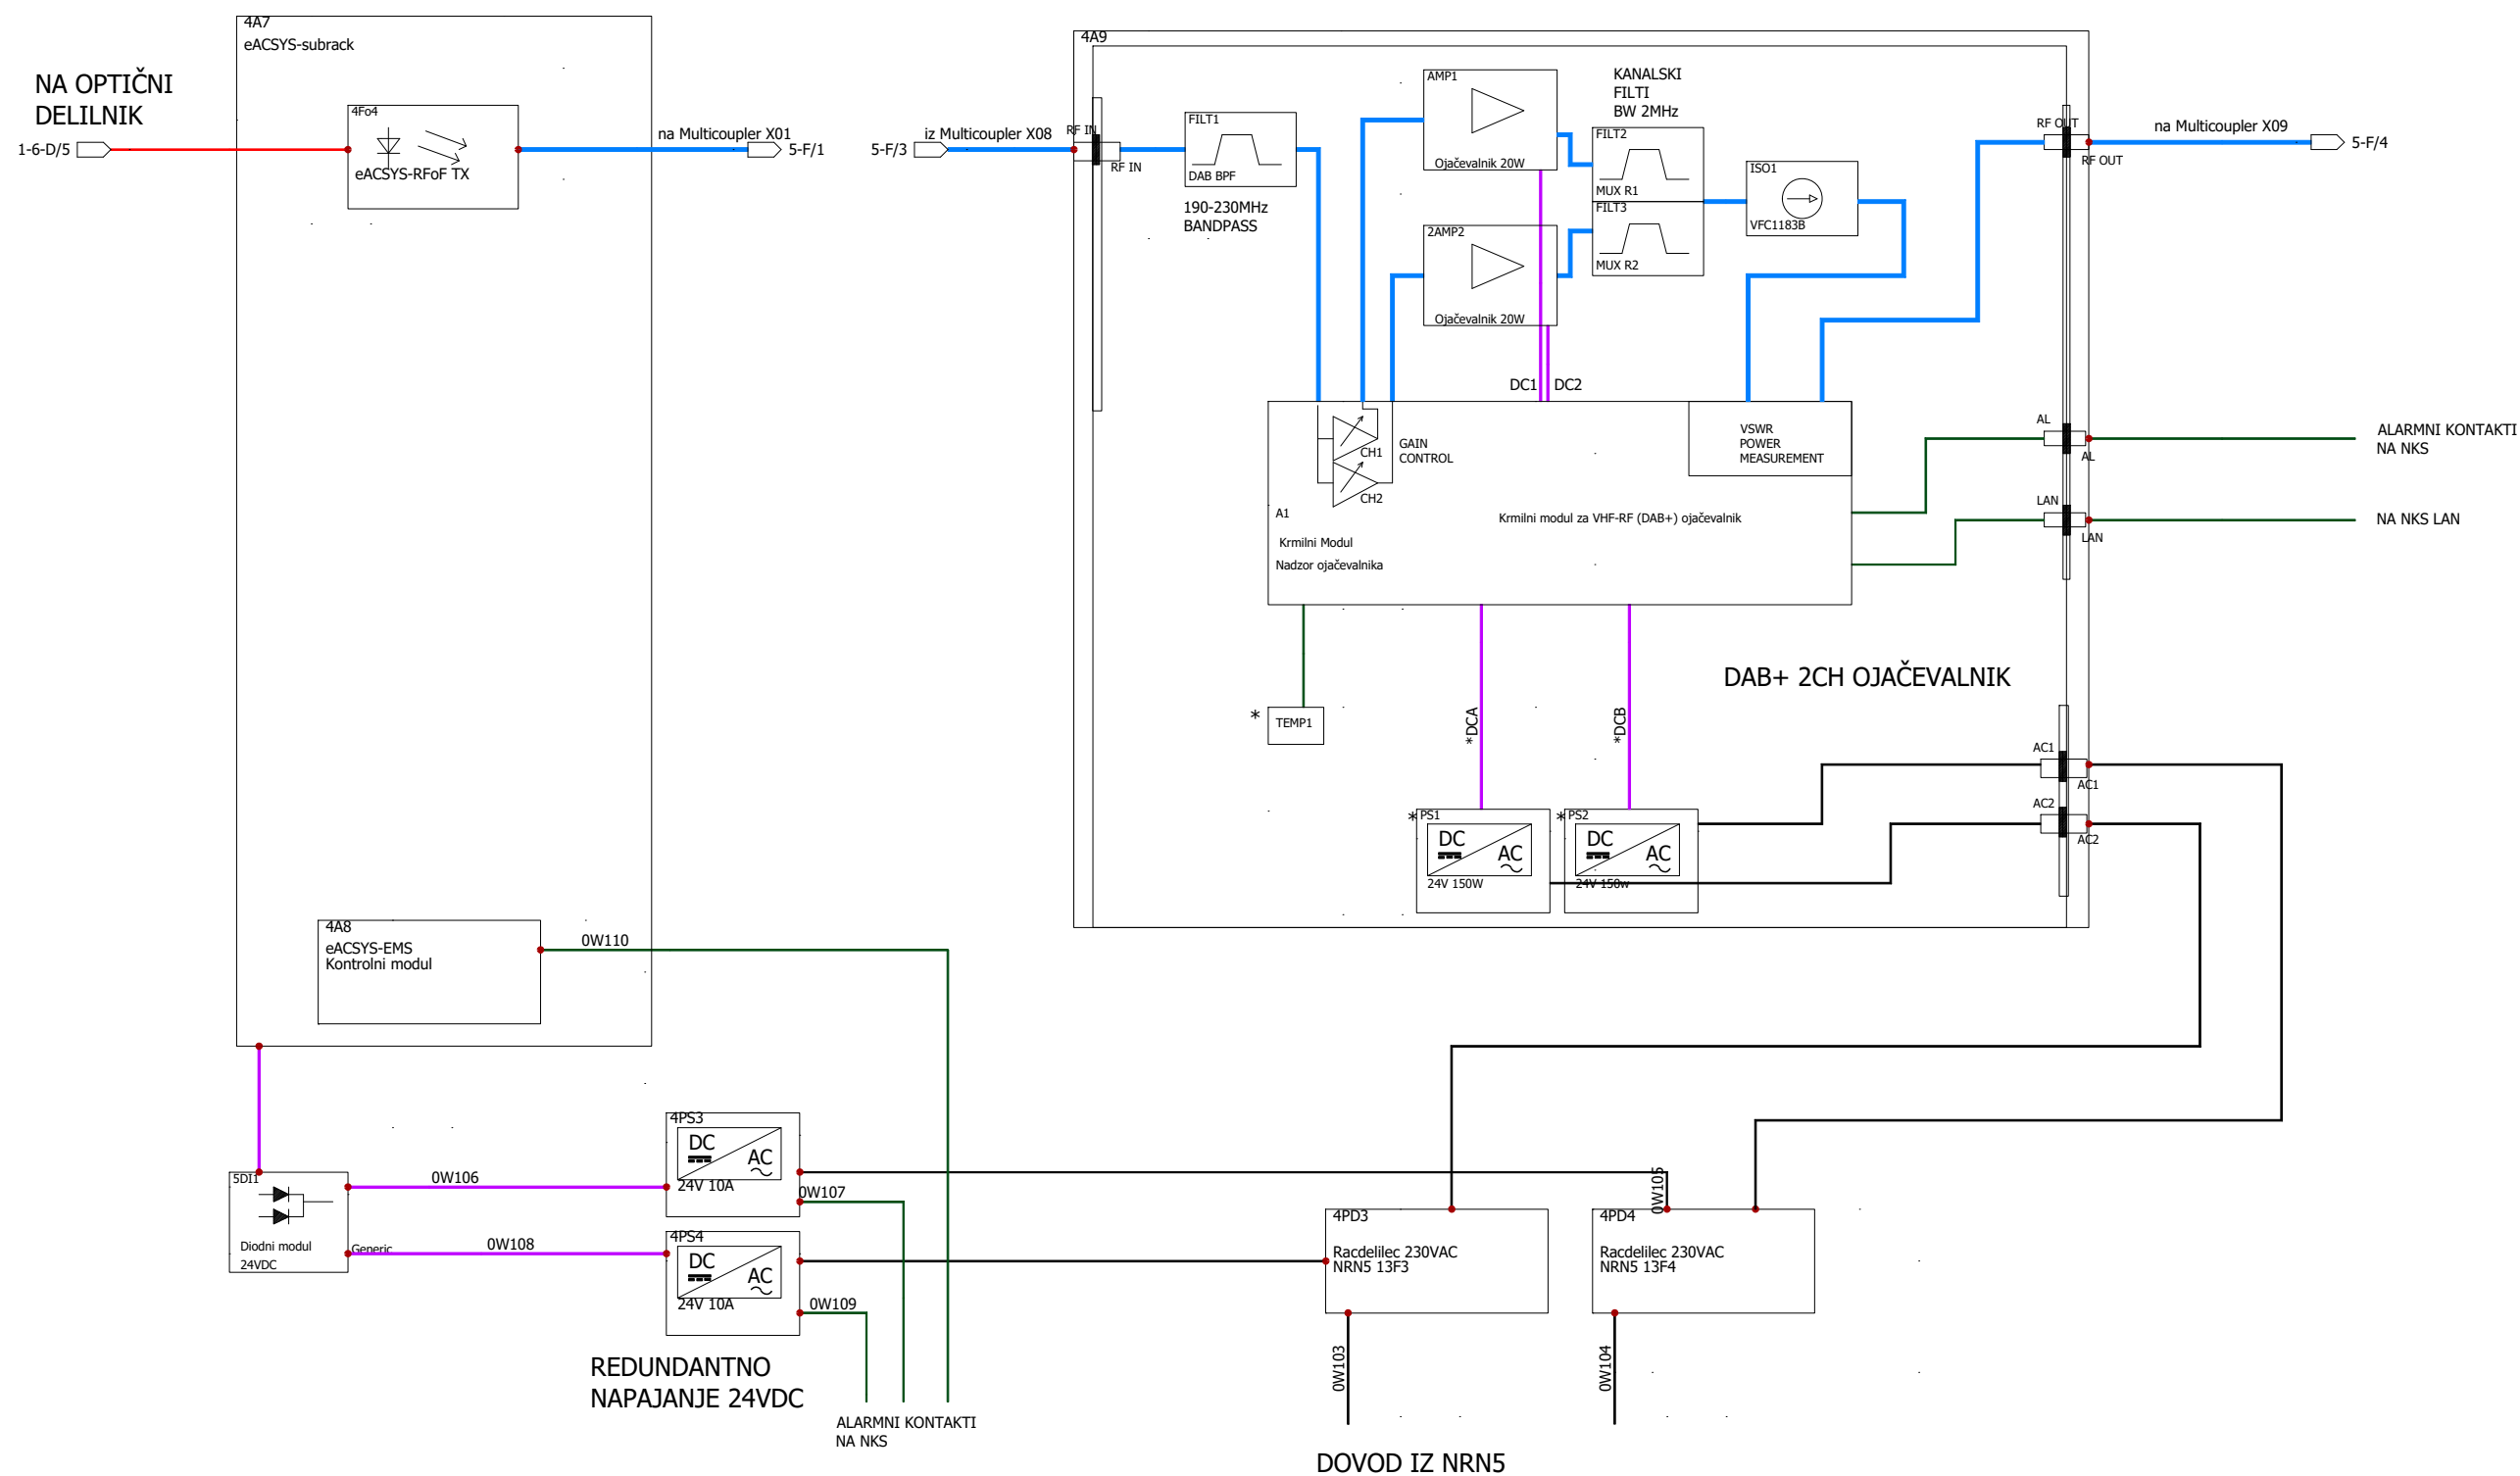 4A7
eACSYS-subrack
NA OPTIČNI
DELILNIK
1-6-D/5
4Fo4
eACSYS-RFoF TX
na Multicoupler X01
5-F/1
4A8
eACSYS-EMS
Kontrolni modul
0W110
5DI1
Diodni modul
24VDC
Generic
0W106
0W108
4PS3
DC
AC
24V 10A
0W107
4PS4
DC
AC
24V 10A
0W109
REDUNDANTNO
NAPAJANJE 24VDC
ALARMNI KONTAKTI
NA NKS
4A9
5-F/3
iz Multicoupler X08
RF IN
RF IN
FILT1
DAB BPF
190-230MHz
BANDPASS
AMP1
Ojačevalnik 20W
2AMP2
Ojačevalnik 20W
KANALSKI
FILTI
BW 2MHz
FILT2
MUX R1
FILT3
MUX R2
ISO1
VFC1183B
DC1
DC2
CH1
CH2
GAIN
CONTROL
VSWR
POWER
MEASUREMENT
A1
Krmilni Modul
Nadzor ojačevalnika
Krmilni modul za VHF-RF (DAB+) ojačevalnik
RF OUT
RF OUT
na Multicoupler X09
5-F/4
AL
AL
ALARMNI KONTAKTI
NA NKS
LAN
LAN
NA NKS LAN
DAB+ 2CH OJAČEVALNIK
*
TEMP1
*DCA
*DCB
*PS1
DC
AC
24V 150W
*PS2
DC
AC
24V 150w
AC1
AC1
AC2
AC2
0W105
4PD3
Racdelilec 230VAC
NRN5 13F3
4PD4
Racdelilec 230VAC
NRN5 13F4
0W103
0W104
DOVOD IZ NRN5